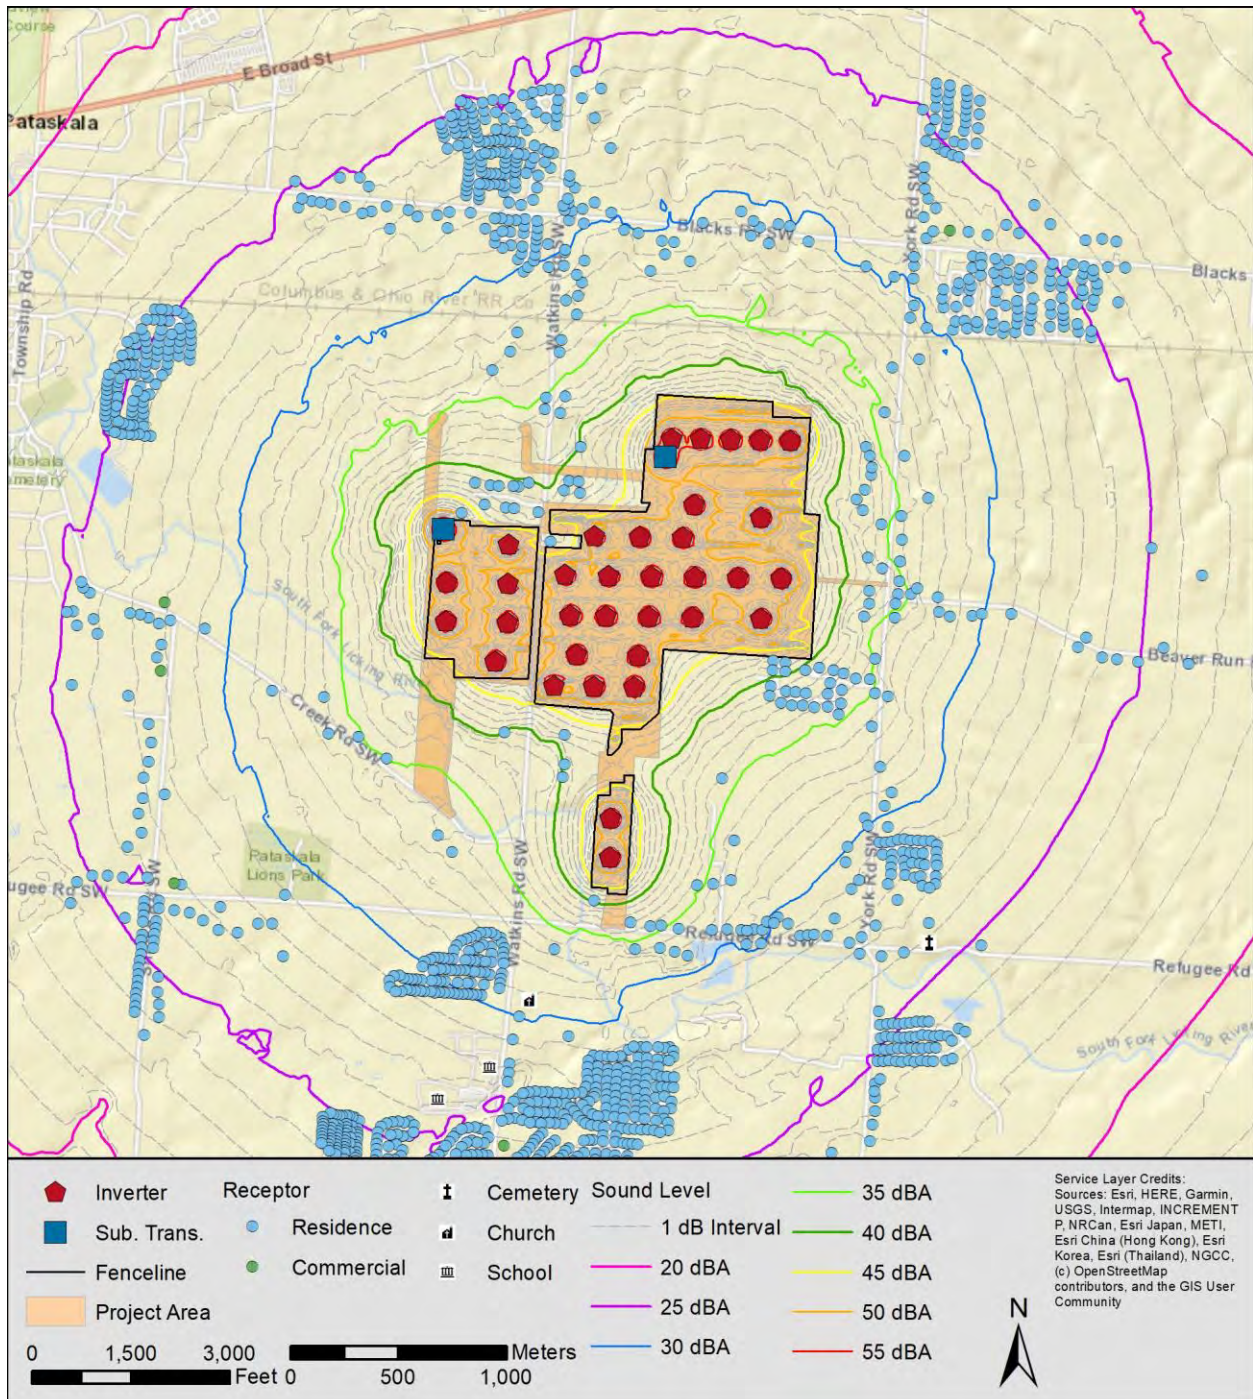 Course
E Broad St
Pataskala
York Rd SW
Blacks Rd SW
Blacks
Watkins Rd SW
Columbus & Ohio River RR Co
Township Rd
Cemetery
South Fork Licking River
Beaver Run
Creek Rd SW
Pataskala
Lions Park
Watkins Rd SW
York Rd SW
Refugee Rd SW
Refugee Rd SW
Refugee Rd
South Fork Licking River
Inverter
Sub. Trans.
Fenceline
Project Area
0 1,500 3,000
Feet
Meters
0 500 1,000
Receptor
Residence
Commercial
Cemetery
Church
School
Sound Level
1 dB Interval
20 dBA
25 dBA
30 dBA
35 dBA
40 dBA
45 dBA
50 dBA
55 dBA
N
Service Layer Credits:
Sources: Esri, HERE, Garmin,
USGS, Intermap, INCREMENT
P, NRCan, Esri Japan, METI,
Esri China (Hong Kong), Esri
Korea, Esri (Thailand), NGCC,
(c) OpenStreetMap
contributors, and the GIS User
Community